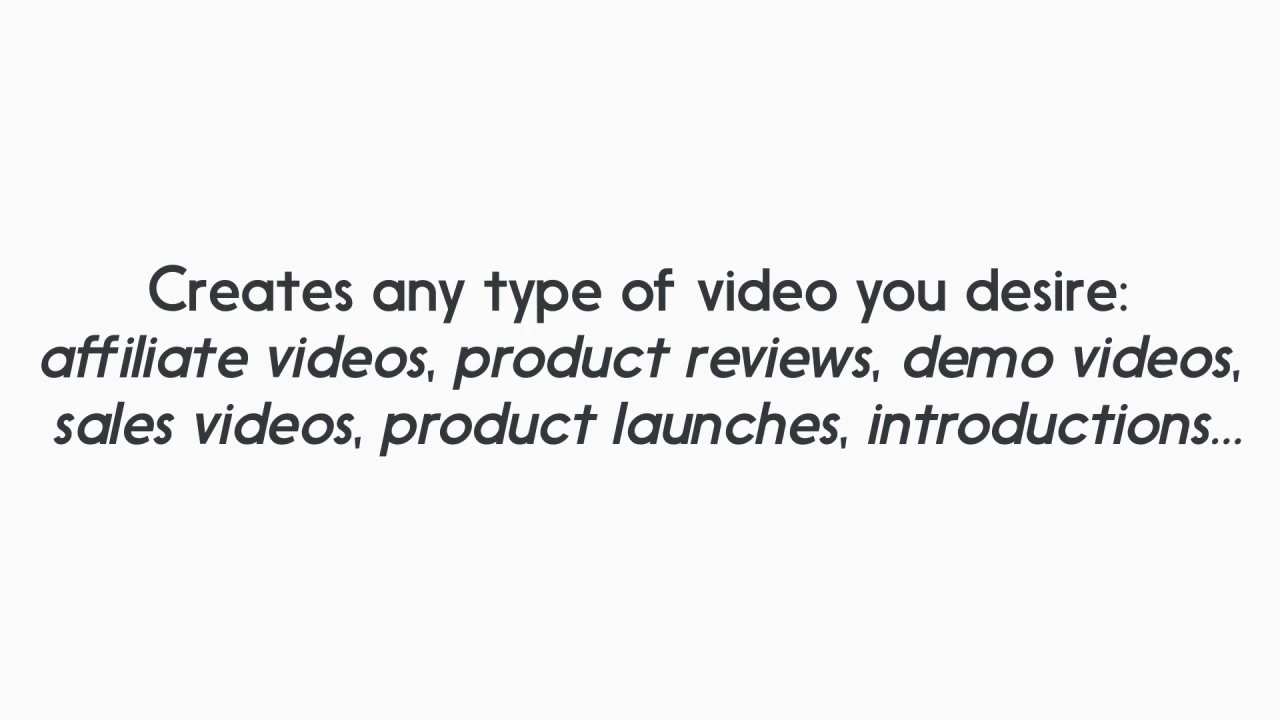 Creates any type of video you desire:
affiliate videos, product reviews, demo videos,
sales videos, product launches, introductions...